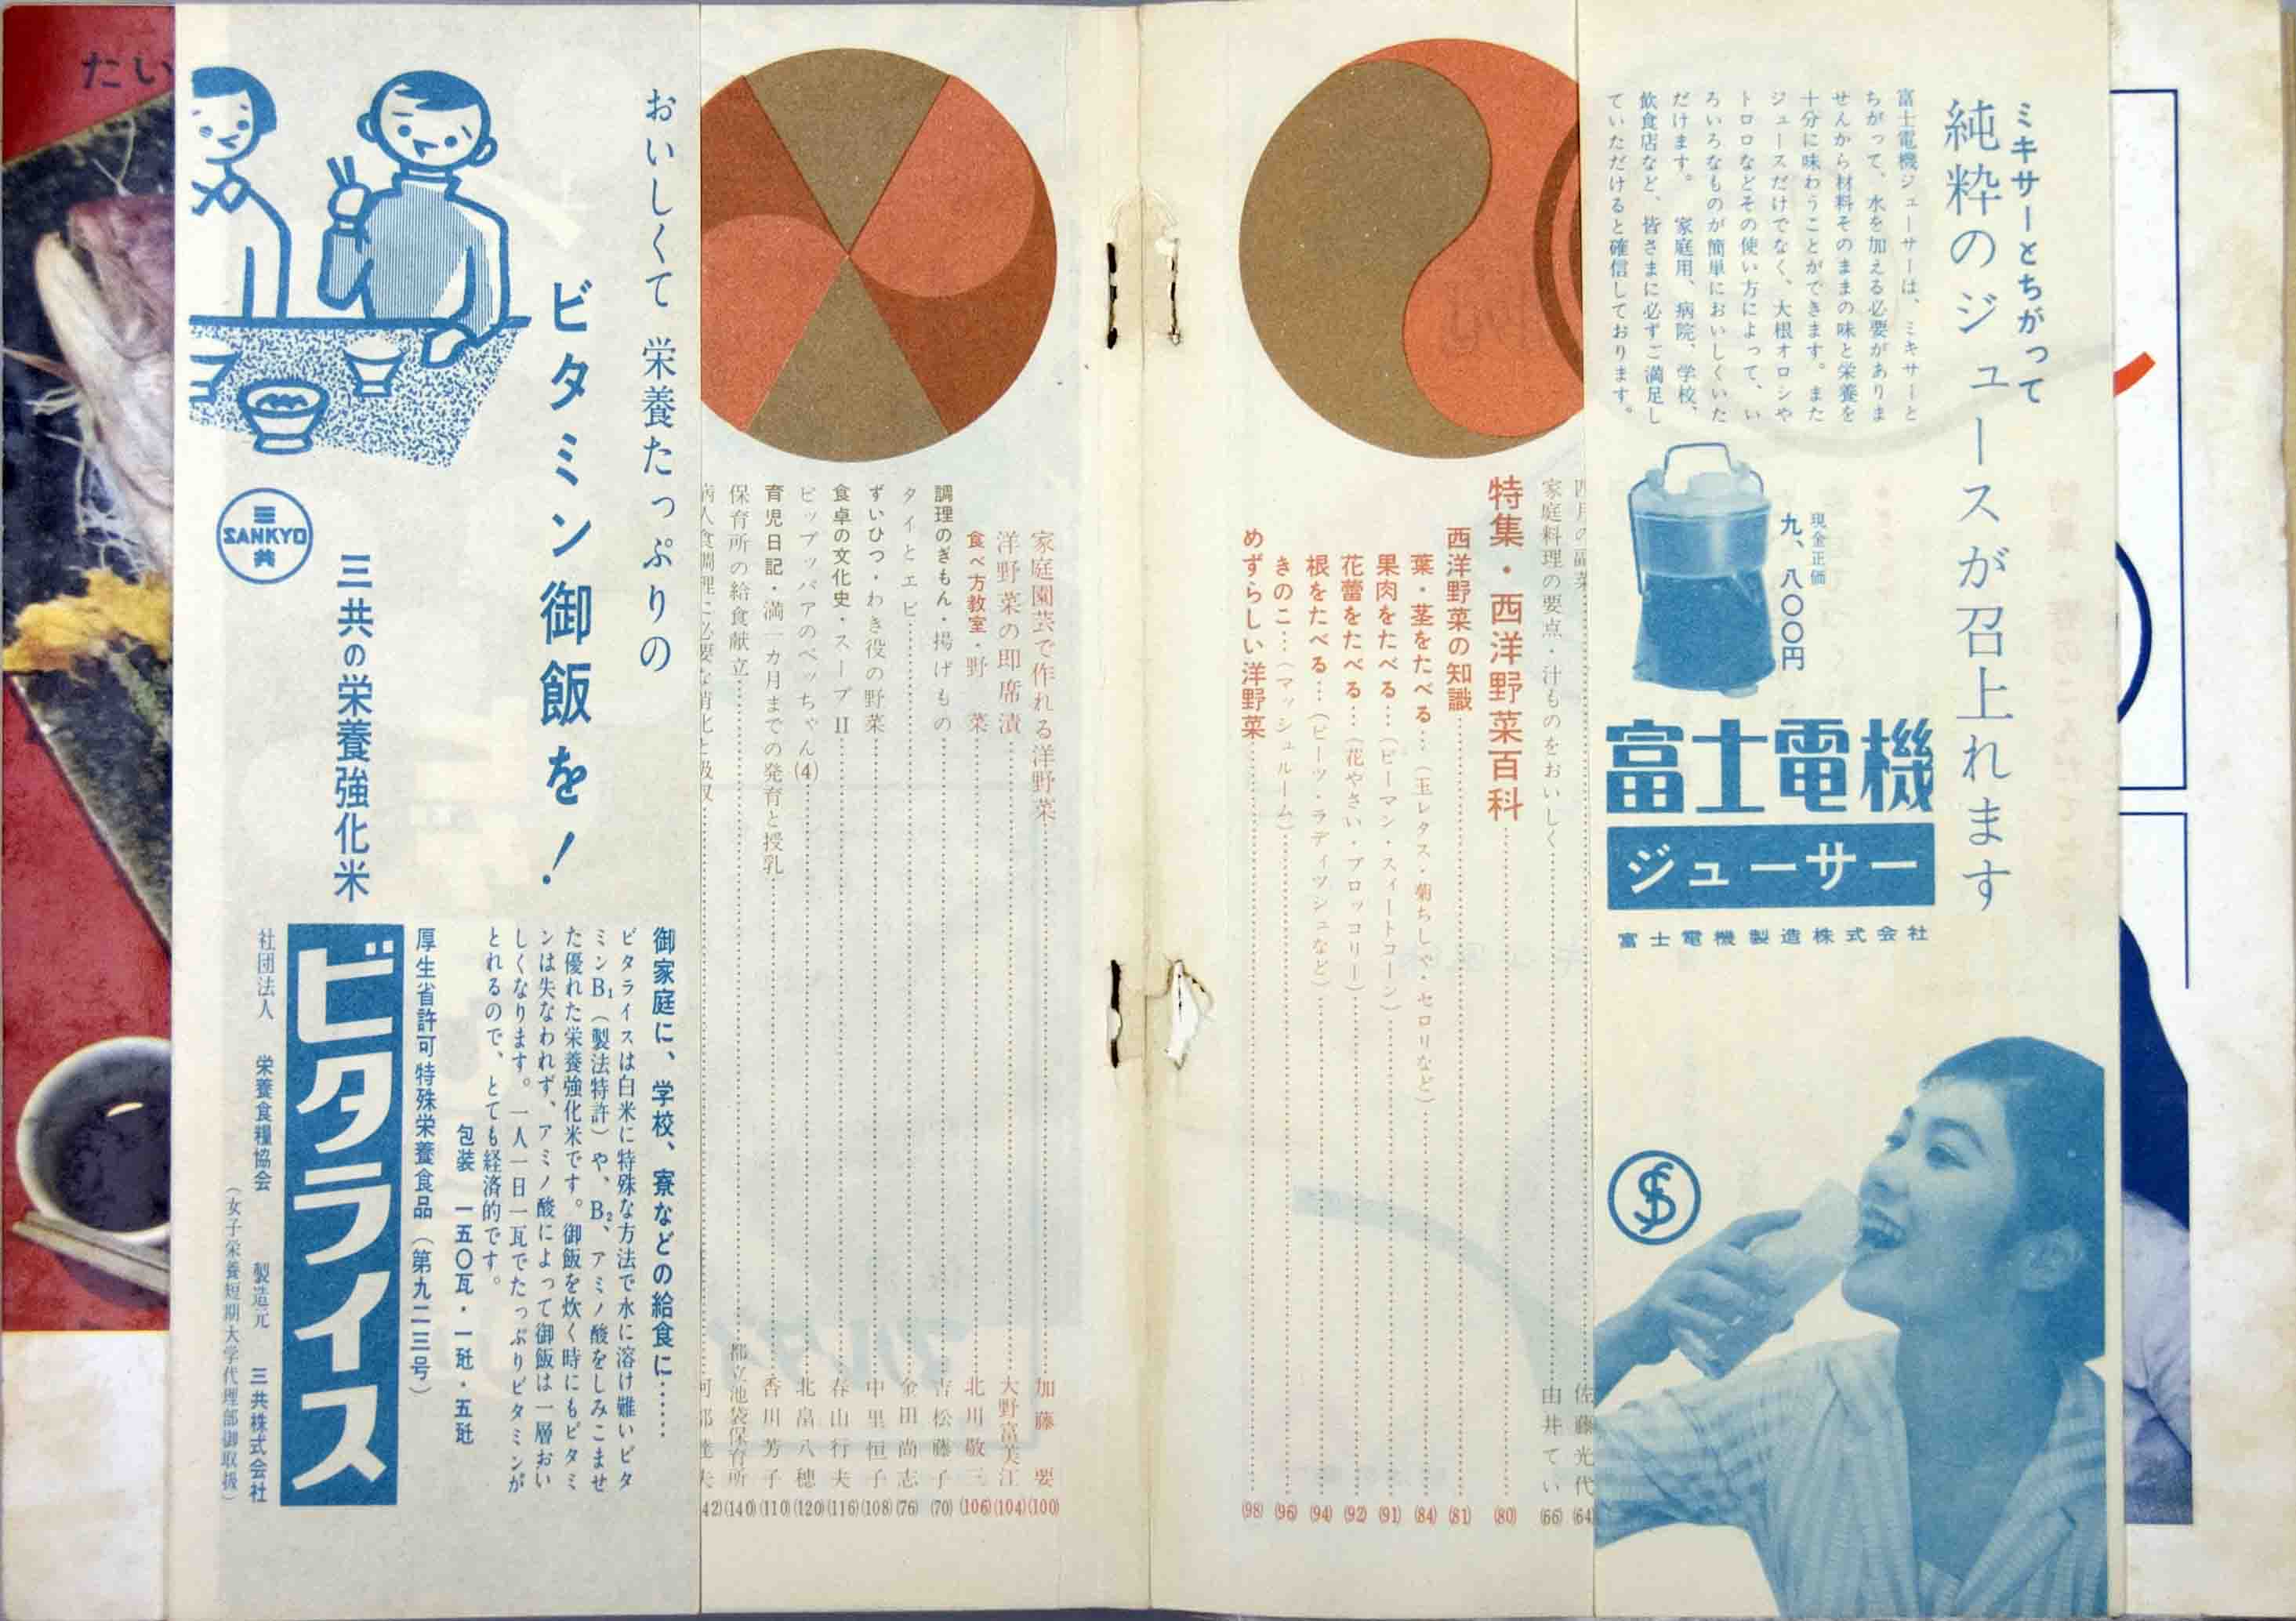 ミキサーとちがって
純粋のジュースが召上れます
富士電機ジューサーは、ミキサーと
ちがって、水を加える必要がありま
せんから材料そのままの味と栄養を
十分に味わうことができます。また
ジュースだけでなく、大根オロシや
トロロなどその使い方によって、い
ろいろなものが簡単においしくいた
だけます。 家庭用、病院、学校、
飲食店など、皆さまに必ずご満足し
ていただけると確信しております。
現金正価
九、八〇〇円
富士電機
ジューサー
富士電機製造株式会社
四月の副菜 佐藤光代 (64)
家庭料理の要点・汁ものをおいしく 由井てい (66)
特集・西洋野菜百科 (80)
西洋野菜の知識 (81)
葉・茎をたべる…(玉レタス・菊ちしゃ・セロリなど) (84)
果肉をたべる…(ピーマン・スィートコーン) (91)
花蕾をたべる…(花やさい・ブロッコリー) (92)
根をたべる…(ビーツ・ラディッシュなど) (94)
きのこ…(マッシュルーム) (96)
めずらしい洋野菜 (98)
家庭園芸で作れる洋野菜 加藤要 (100)
洋野菜の即席漬 大野富美江 (104)
食べ方教室・野菜 北川敬三 (106)
調理のぎもん・揚げもの 吉松藤子 (70)
タイとエビ 金田尚志 (76)
ずいひつ・わき役の野菜 中里恒子 (108)
食卓の文化史・スープII 春山行夫 (116)
ピップッパアのペッちゃん(4) 北畠八穂 (120)
育児日記・満一カ月までの発育と授乳 香川芳子 (110)
保育所の給食献立 都立池袋保育所 (140)
病人食調理に必要な消化と吸収 達夫 42)
おいしくて 栄養たっぷりの
ビタミン御飯を!
SANKYO
三共
三共の栄養強化米
ビタライス
御家庭に、学校、寮などの給食に……
ビタライスは白米に特殊な方法で水に溶け難いビタ
ミンB₁(製法特許)や、B₂、アミノ酸をしみこませ
た優れた栄養強化米です。御飯を炊く時にもビタミ
ンは失なわれず、アミノ酸によって御飯は一層おい
しくなります。一人一日一瓦でたっぷりビタミンが
とれるので、とても経済的です。
包装 一五〇瓦・一瓩・五瓩
厚生省許可特殊栄養食品(第九二三号)
社団法人 栄養食糧協会
製造元 三共株式会社
(女子栄養短期大学代理部御取扱)
たい